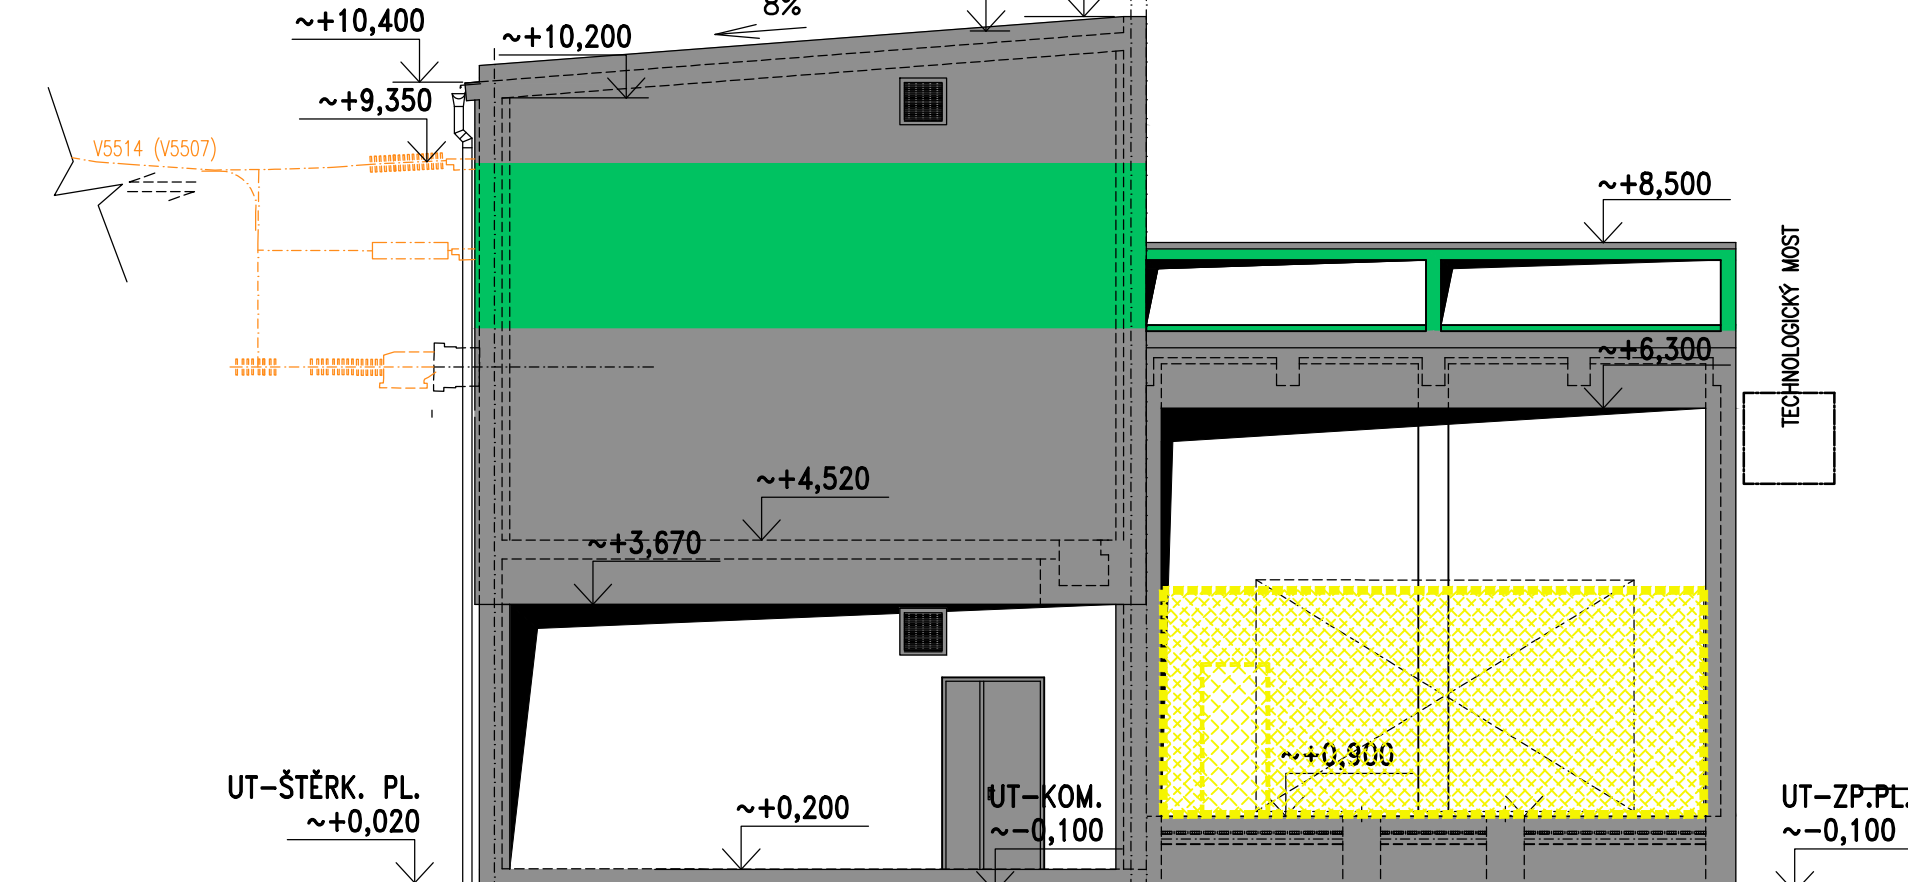 8%
~+10,400
~+10,200
~+9,350
V5514 (V5507)
~+8,500
TECHNOLOGICKÝ MOST
~+6,300
~+4,520
~+3,670
~+0,900
UT-ŠTĚRK. PL.
~+0,020
~+0,200
UT-KOM.
~-0,100
UT-ZP.PL.
~-0,100